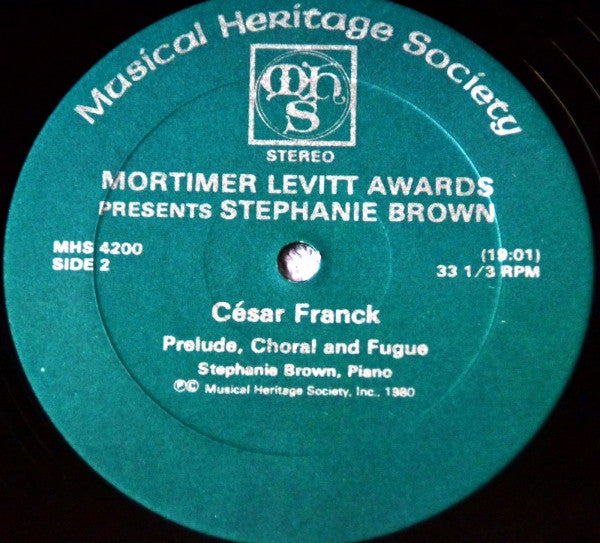 Musical Heritage Society
mhs
STEREO
MORTIMER LEVITT AWARDS
PRESENTS STEPHANIE BROWN
MHS 4200
SIDE 2
(19:01)
33 1/3 RPM
César Franck
Prelude, Choral and Fugue
Stephanie Brown, Piano
℗© Musical Heritage Society, Inc., 1980